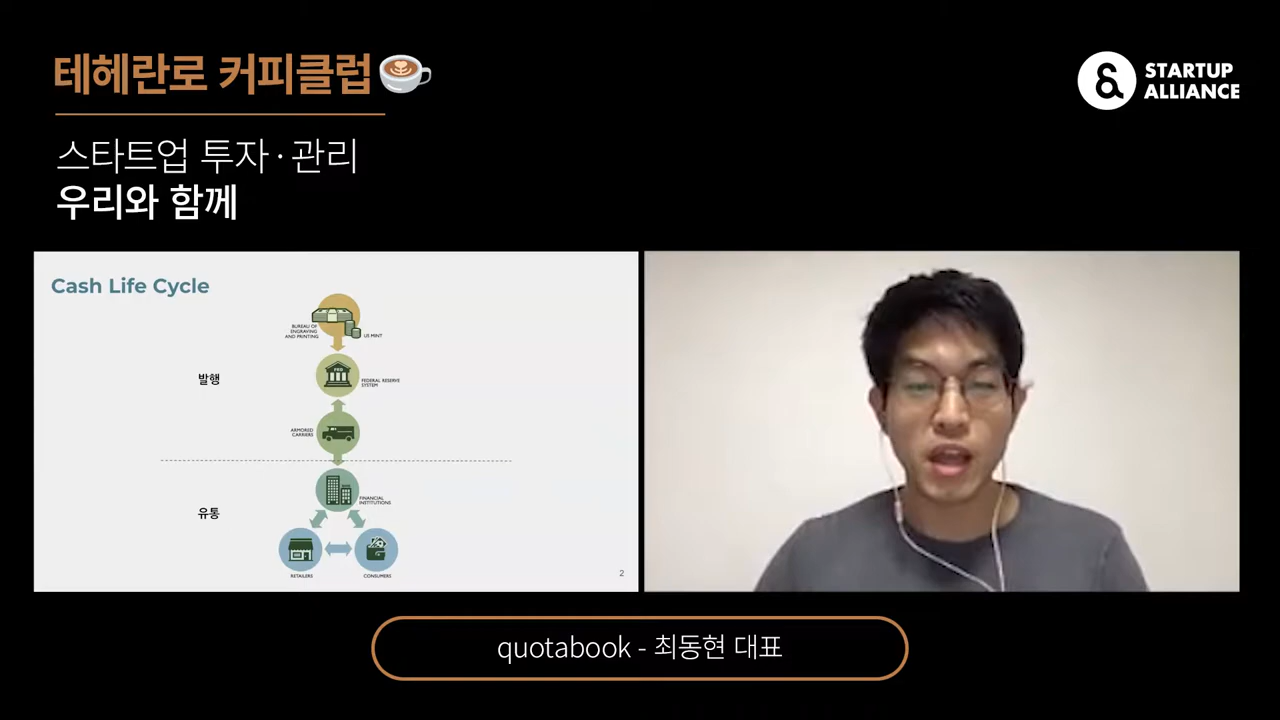 테헤란로 커피클럽
STARTUP
ALLIANCE
스타트업 투자·관리
우리와 함께
Cash Life Cycle
BUREAU OF
ENGRAVING
AND PRINTING
US MINT
FED
발행
FEDERAL RESERVE
SYSTEM
ARMORED
CARRIERS
유통
FINANCIAL
INSTITUTIONS
RETAILERS
CONSUMERS
2
quotabook - 최동현 대표